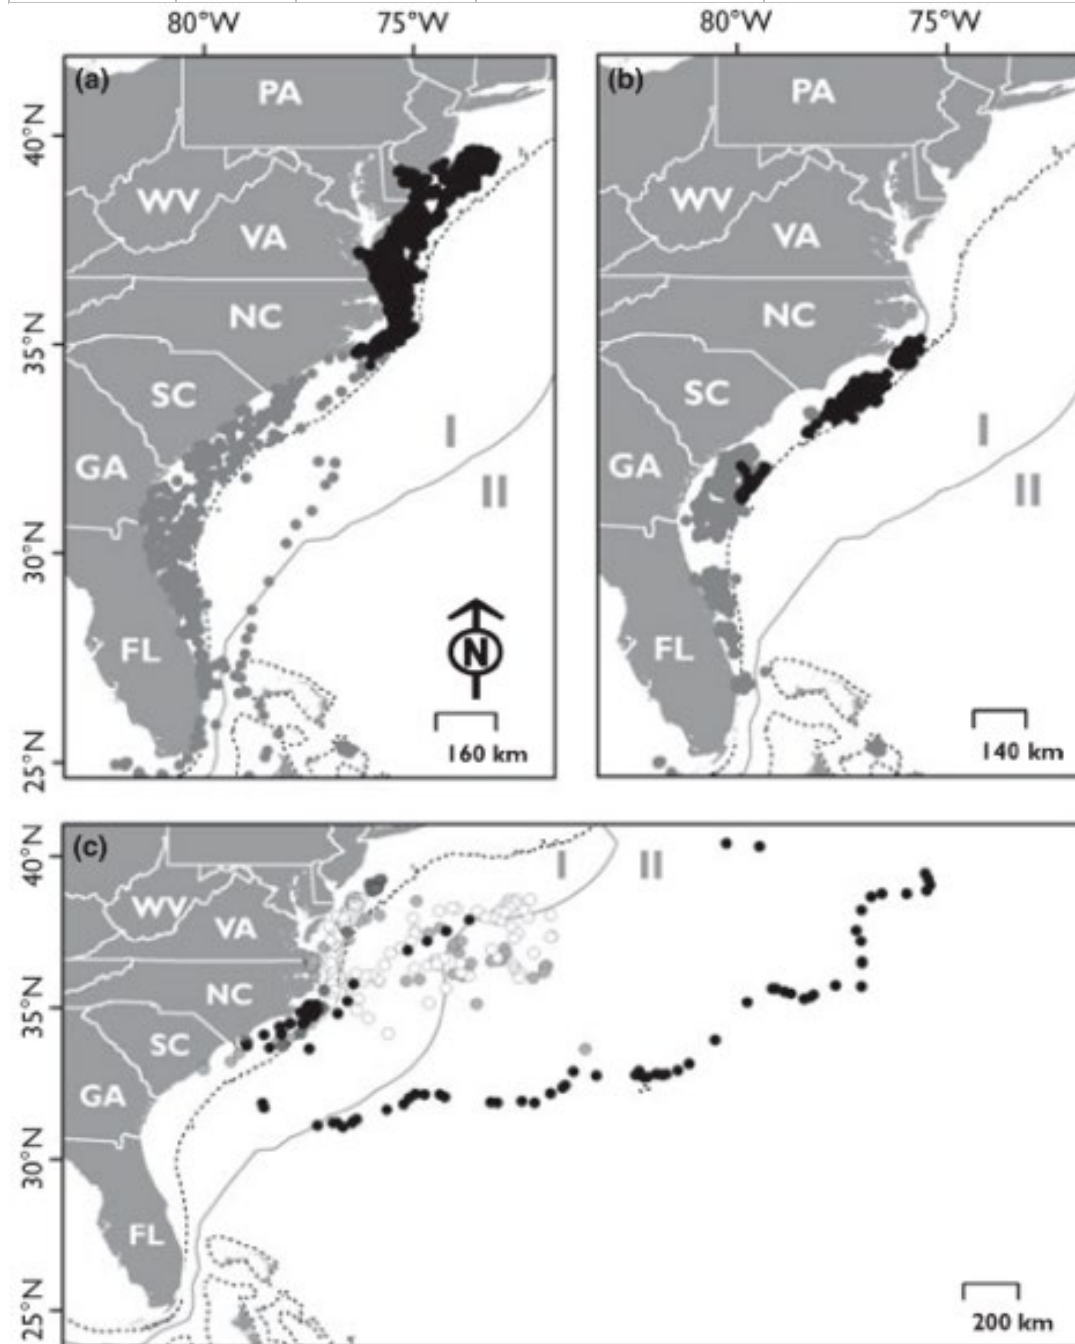 80°W 75°W 80°W 75°W
(a) (b)
PA PA
40°N
WV WV
VA VA
NC NC
35°N
SC SC
I I
GA GA
II II
30°N
FL FL
N
160 km 140 km
25°N
(c)
40°N
I II
WV
VA
NC
35°N
SC
GA
30°N
FL
25°N
200 km